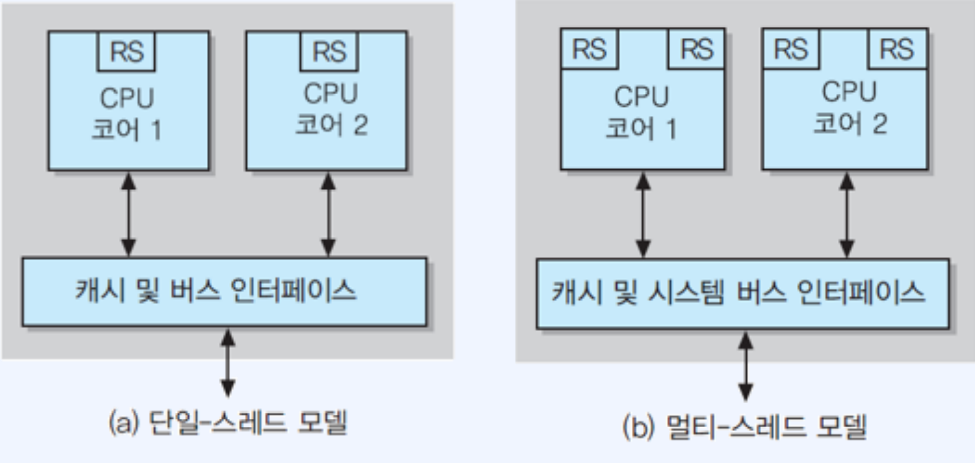 RS
CPU
코어 1
RS
CPU
코어 2
캐시 및 버스 인터페이스
(a) 단일-스레드 모델
RS RS
CPU
코어 1
RS RS
CPU
코어 2
캐시 및 시스템 버스 인터페이스
(b) 멀티-스레드 모델